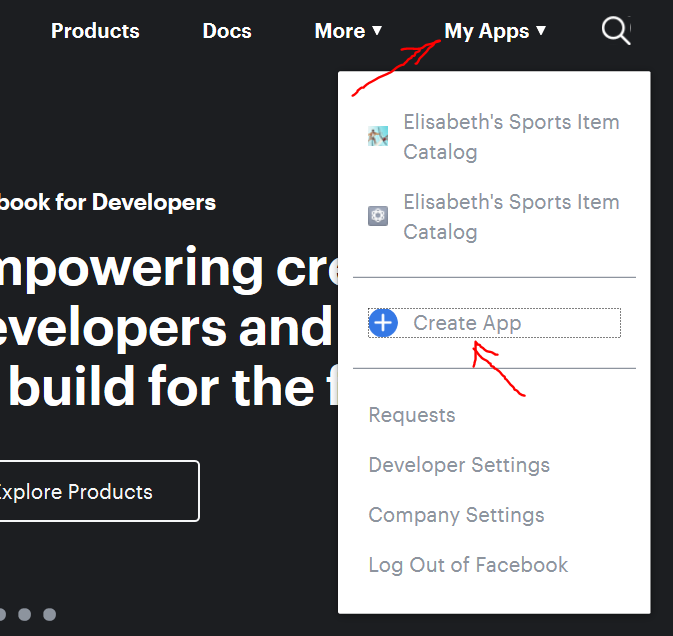 Products Docs More ▼ My Apps ▼
Elisabeth's Sports Item
Catalog
Elisabeth's Sports Item
Catalog
Create App
Requests
Developer Settings
Company Settings
Log Out of Facebook
book for Developers
mpowering cre
evelopers and
build for the f
Explore Products